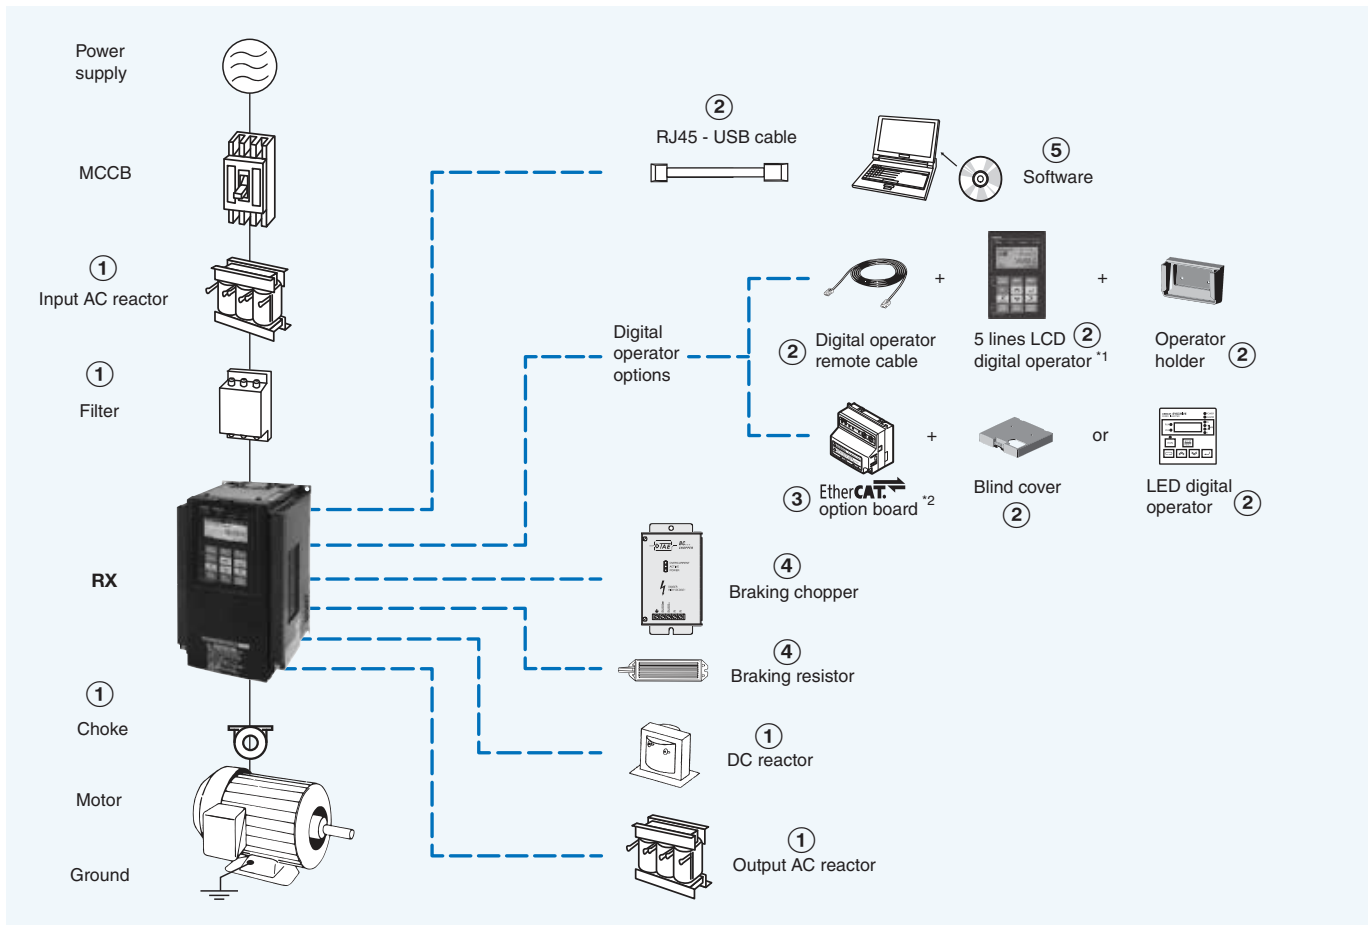 Power
supply
MCCB
1
Input AC reactor
1
Filter
RX
1
Choke
Motor
Ground
2
RJ45 - USB cable
5
Software
Digital
operator
options
2 Digital operator
remote cable
+
5 lines LCD 2
digital operator *1
+
Operator
holder 2
3 EtherCAT.
option board *2
+
Blind cover
2
or
LED digital
operator 2
4
Braking chopper
4
Braking resistor
1
DC reactor
1
Output AC reactor